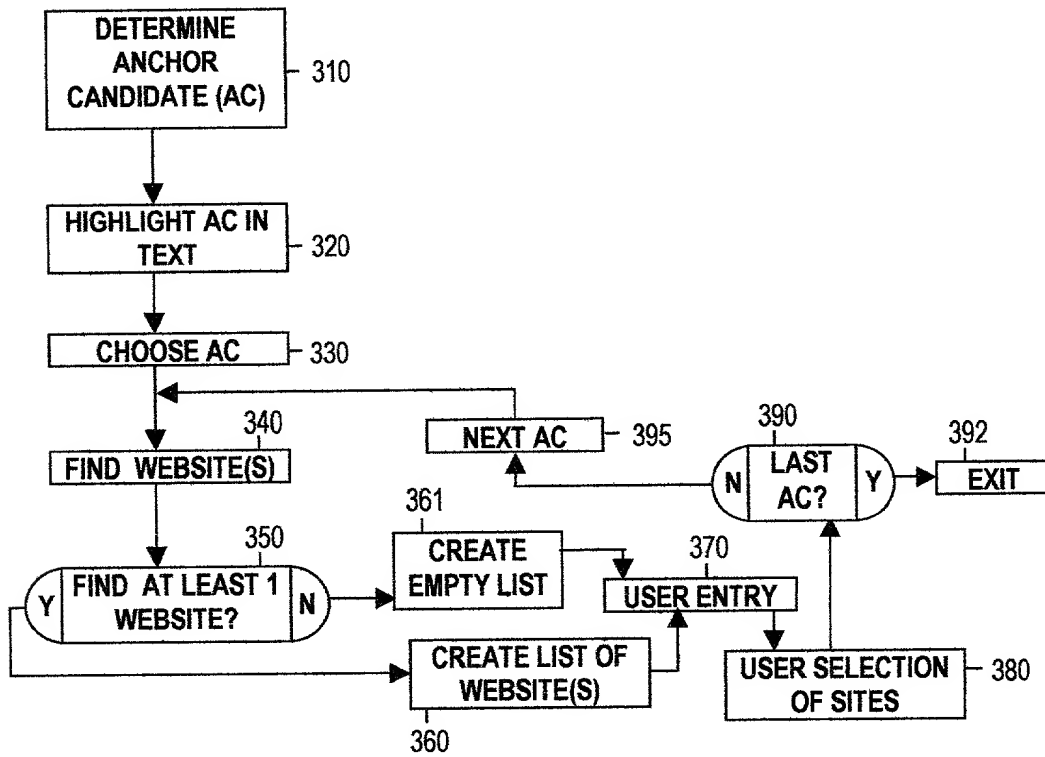 DETERMINE
ANCHOR
CANDIDATE (AC)
310
HIGHLIGHT AC IN
TEXT
320
CHOOSE AC
330
340
FIND WEBSITE(S)
NEXT AC
395
390
N
LAST
AC?
Y
392
EXIT
350
Y
FIND AT LEAST 1
WEBSITE?
N
361
CREATE
EMPTY LIST
370
USER ENTRY
CREATE LIST OF
WEBSITE(S)
360
USER SELECTION
OF SITES
380